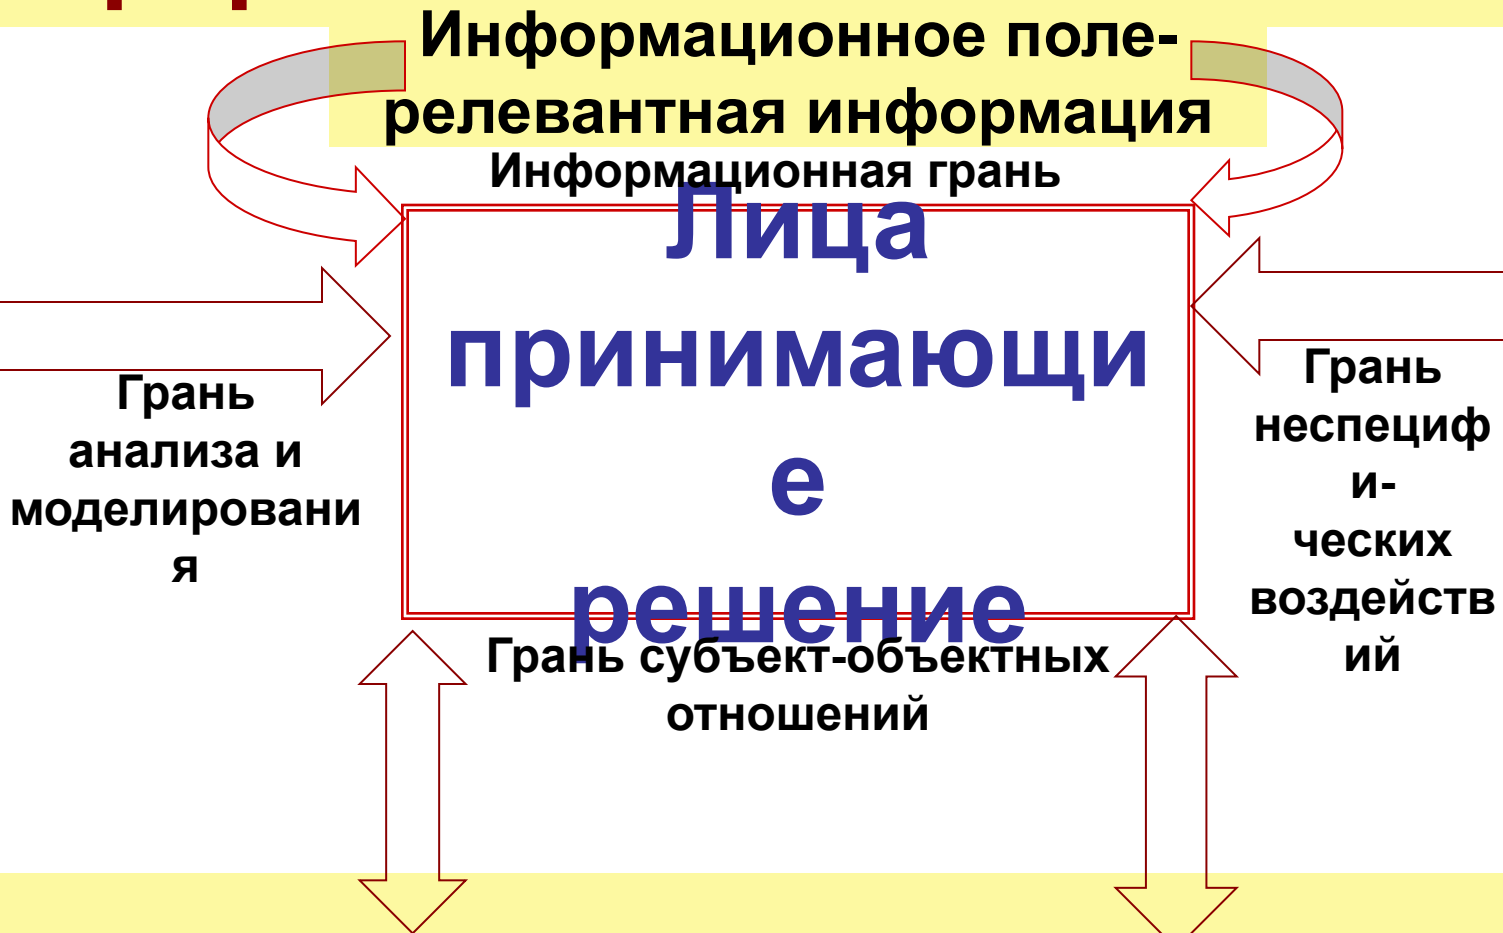 Информационное поле-
релевантная информация
Информационная грань
Лица
принимающи
е
решение
Грань
анализа и
моделировани
я
Грань
неспециф
и-
ческих
воздейств
ий
Грань субъект-объектных
отношений